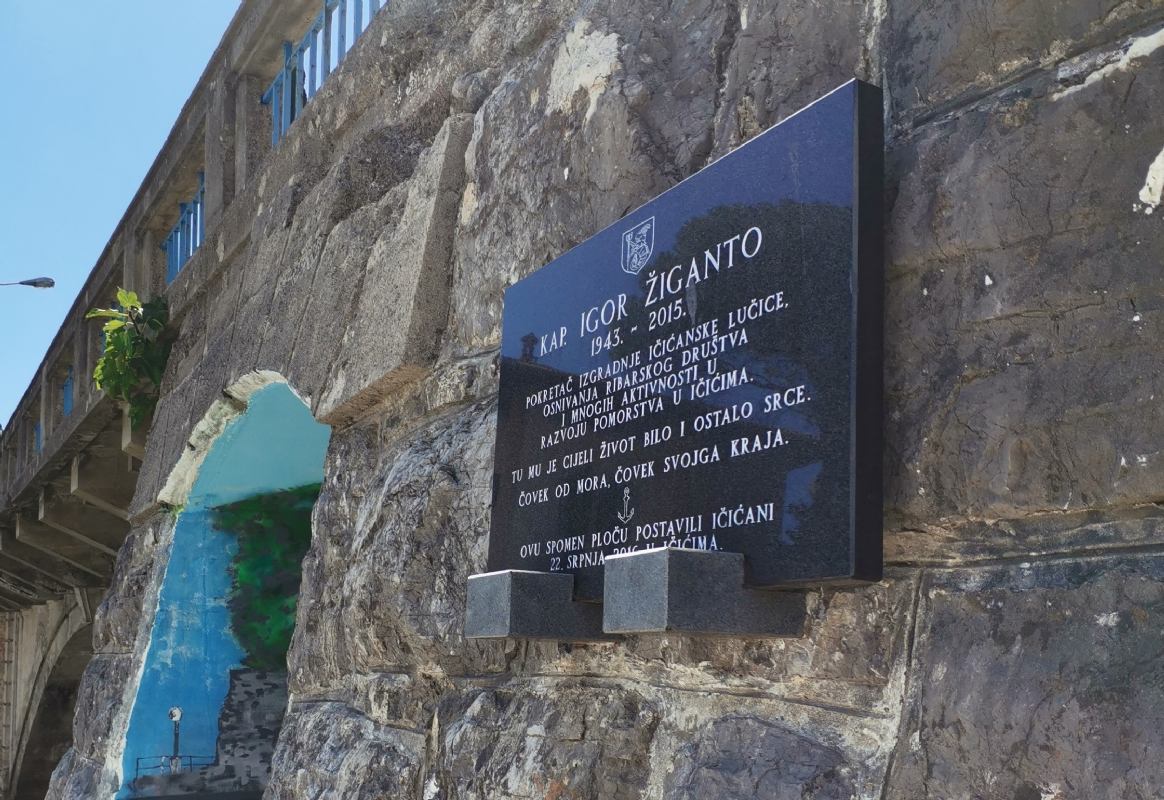 KAP. IGOR ŽIGANTO
1943. ~ 2015.
POKRETAČ IZGRADNJE IČIĆANSKE LUČICE,
OSNIVANJA RIBARSKOG DRUŠTVA
I MNOGIH AKTIVNOSTI U
RAZVOJU POMORSTVA U IČIĆIMA.
TU MU JE CIJELI ŽIVOT BILO I OSTALO SRCE.
ČOVEK OD MORA, ČOVEK SVOJGA KRAJA.
OVU SPOMEN PLOČU POSTAVILI IČIĆANI
22. SRPNJA 2016. U IČIĆIMA.